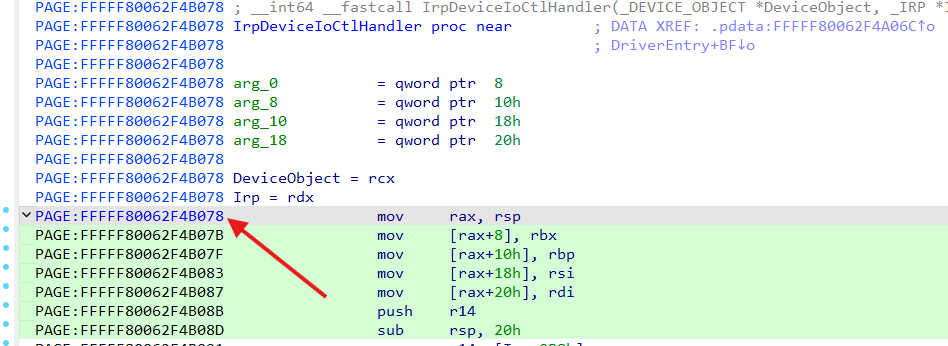 PAGE:FFFFF80062F4B078 ; __int64 __fastcall IrpDeviceIoCtlHandler(_DEVICE_OBJECT *DeviceObject, _IRP *
PAGE:FFFFF80062F4B078 IrpDeviceIoCtlHandler proc near ; DATA XREF: .pdata:FFFFF80062F4A06C↑o
PAGE:FFFFF80062F4B078 ; DriverEntry+BF↓o
PAGE:FFFFF80062F4B078
PAGE:FFFFF80062F4B078 arg_0 = qword ptr 8
PAGE:FFFFF80062F4B078 arg_8 = qword ptr 10h
PAGE:FFFFF80062F4B078 arg_10 = qword ptr 18h
PAGE:FFFFF80062F4B078 arg_18 = qword ptr 20h
PAGE:FFFFF80062F4B078
PAGE:FFFFF80062F4B078 DeviceObject = rcx
PAGE:FFFFF80062F4B078 Irp = rdx
PAGE:FFFFF80062F4B078 mov rax, rsp
PAGE:FFFFF80062F4B07B mov [rax+8], rbx
PAGE:FFFFF80062F4B07F mov [rax+10h], rbp
PAGE:FFFFF80062F4B083 mov [rax+18h], rsi
PAGE:FFFFF80062F4B087 mov [rax+20h], rdi
PAGE:FFFFF80062F4B08B push r14
PAGE:FFFFF80062F4B08D sub rsp, 20h